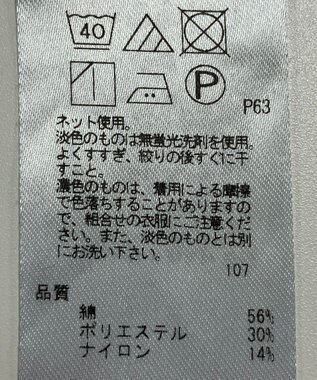 40
P
P63
ネット使用。
淡色のものは無蛍光洗剤を使用。
よくすすぎ、絞りの後すぐに干
すこと。
濃色のものは、着用による摩擦
で色落ちすることがありますの
で、組合せの衣服にご注意くだ
さい。また、淡色のものとは別
にお洗い下さい。
107
品質
綿 56%
ポリエステル 30%
ナイロン 14%